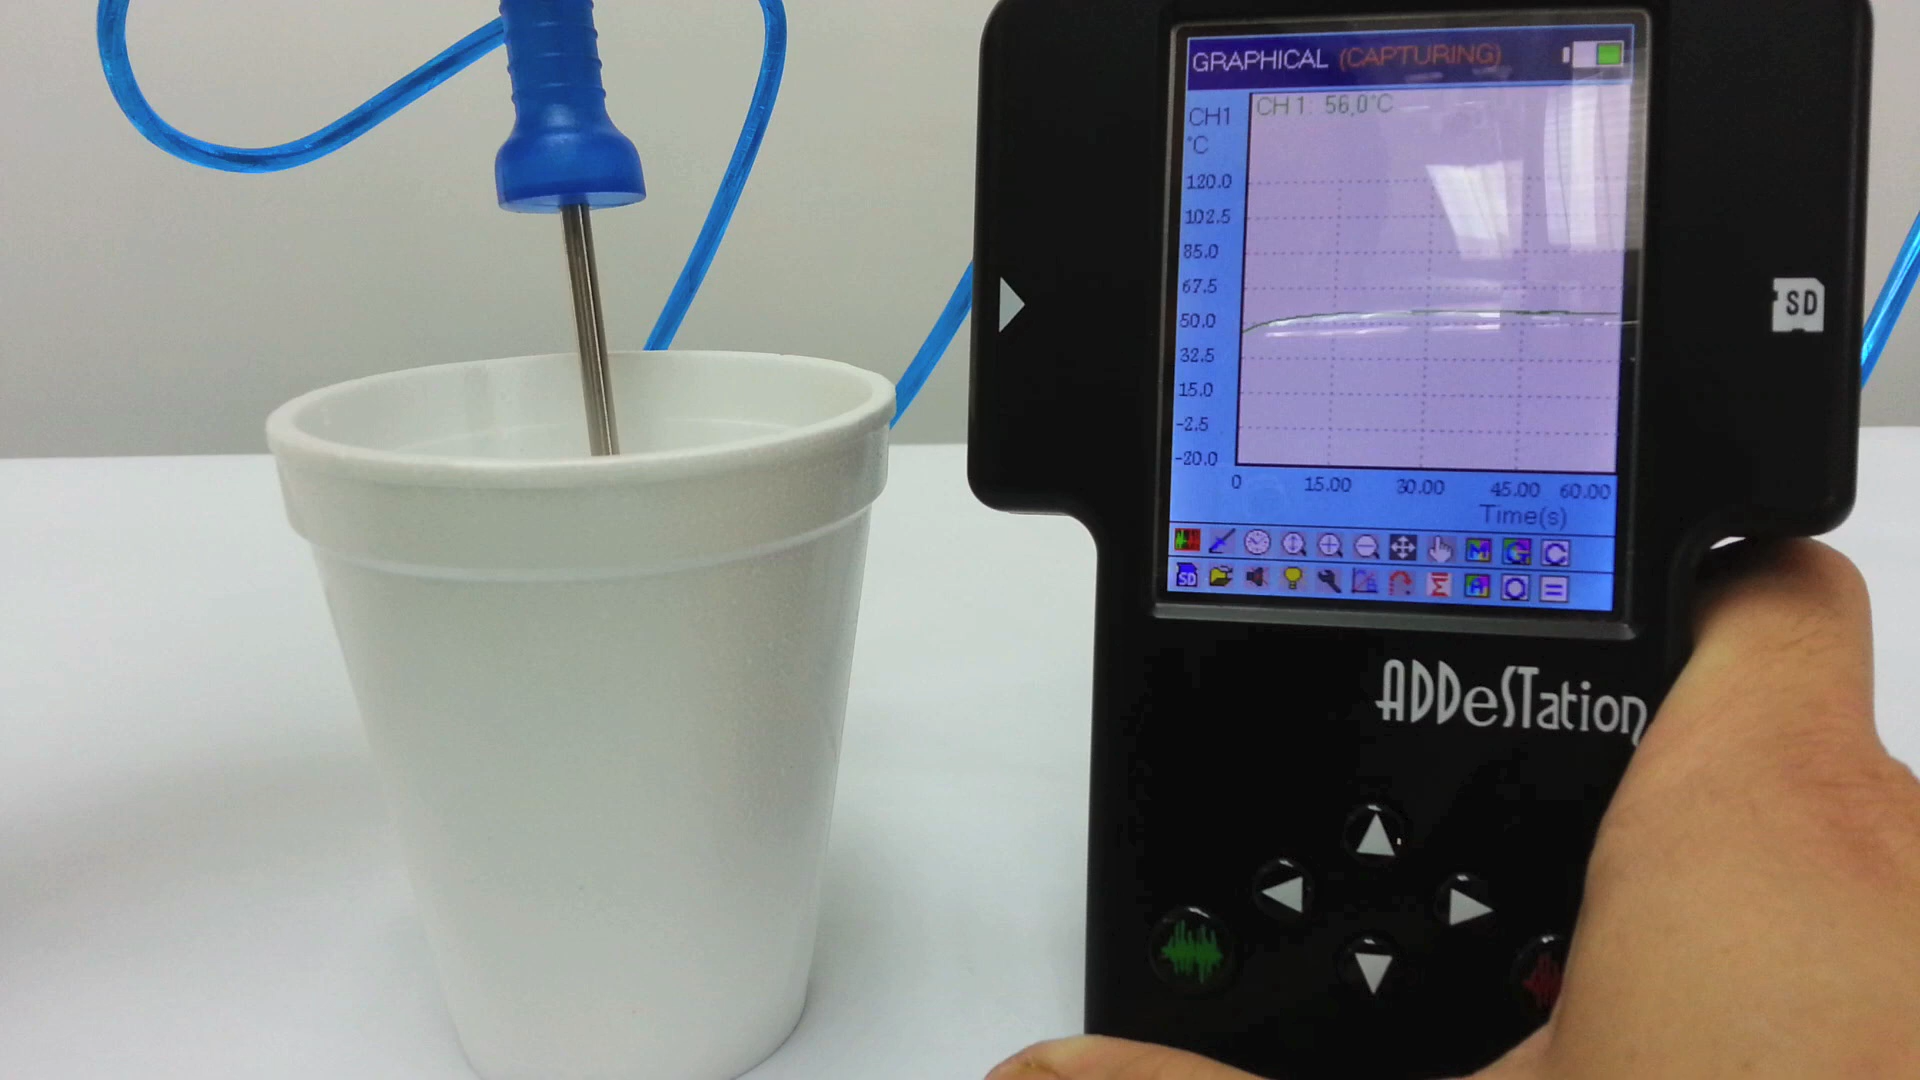 GRAPHICAL (CAPTURING)
CH1
°C
CH 1: 56,0°C
120.0
102.5
85.0
67.5
50.0
32.5
15.0
-2.5
-20.0
0 15.00 30.00 45.00 60.00
Time(s)
M G C
SD A O =
SD
ADDeSTation